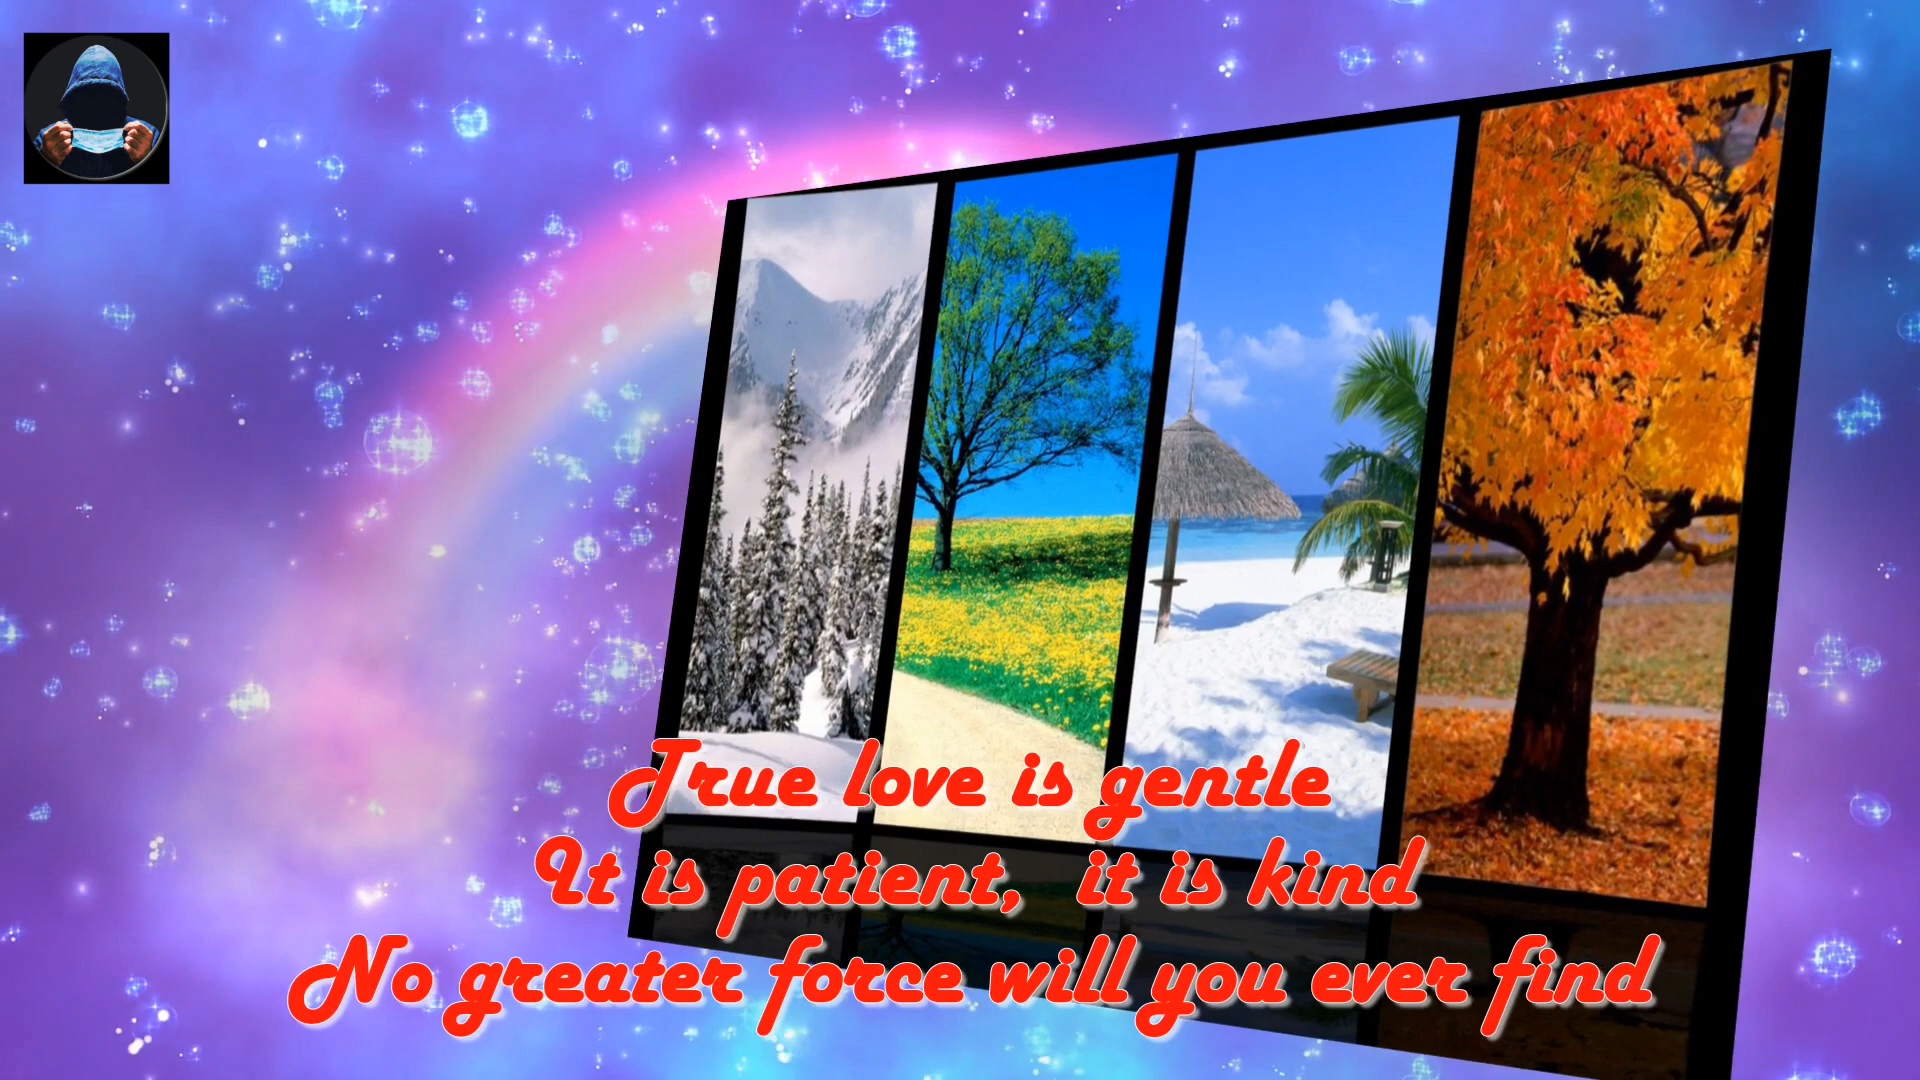 True love is gentle
It is patient, it is kind
No greater force will you ever find